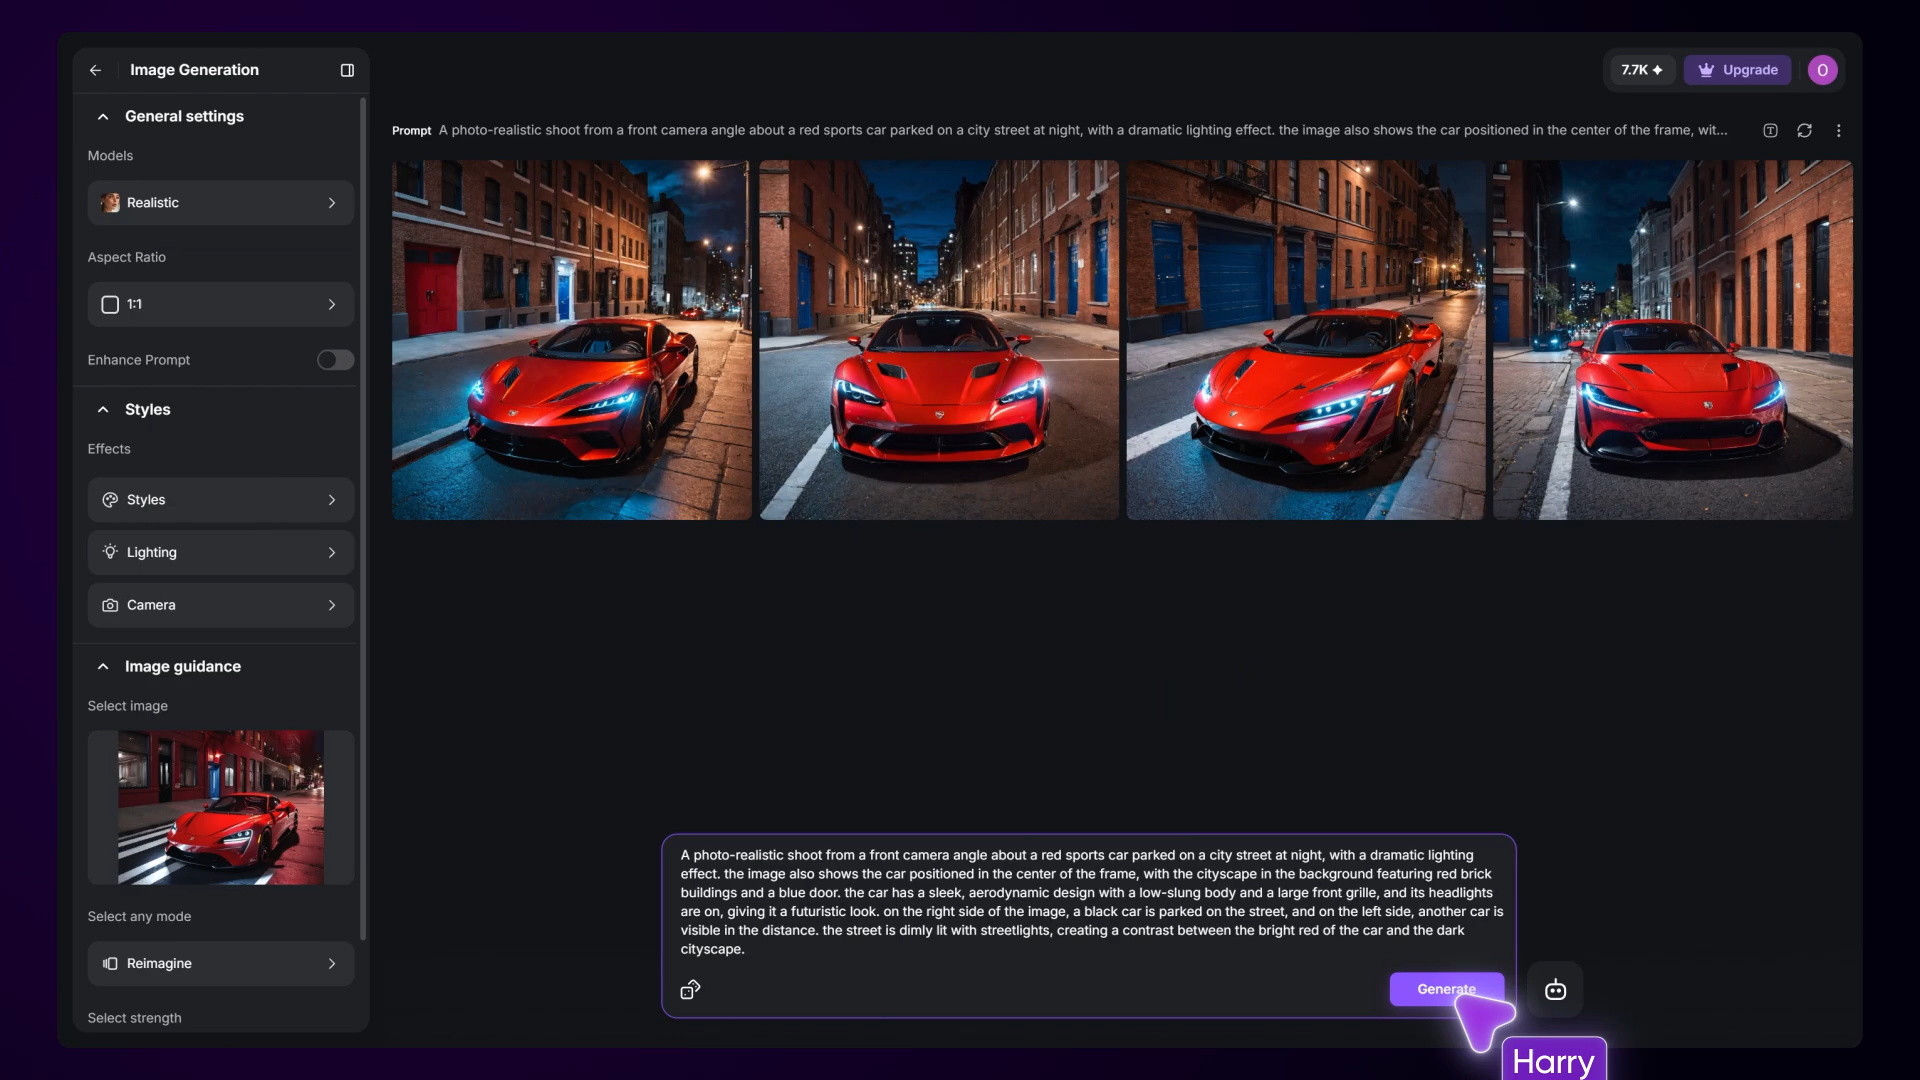 Image Generation
General settings
Models
Realistic
Aspect Ratio
1:1
Enhance Prompt
Styles
Effects
Styles
Lighting
Camera
Image guidance
Select image
Select any mode
Reimagine
Select strength
7.7K
Upgrade
O
Prompt A photo-realistic shoot from a front camera angle about a red sports car parked on a city street at night, with a dramatic lighting effect. the image also shows the car positioned in the center of the frame, wit...
A photo-realistic shoot from a front camera angle about a red sports car parked on a city street at night, with a dramatic lighting
effect. the image also shows the car positioned in the center of the frame, with the cityscape in the background featuring red brick
buildings and a blue door. the car has a sleek, aerodynamic design with a low-slung body and a large front grille, and its headlights
are on, giving it a futuristic look. on the right side of the image, a black car is parked on the street, and on the left side, another car is
visible in the distance. the street is dimly lit with streetlights, creating a contrast between the bright red of the car and the dark
cityscape.
Generate
Harry